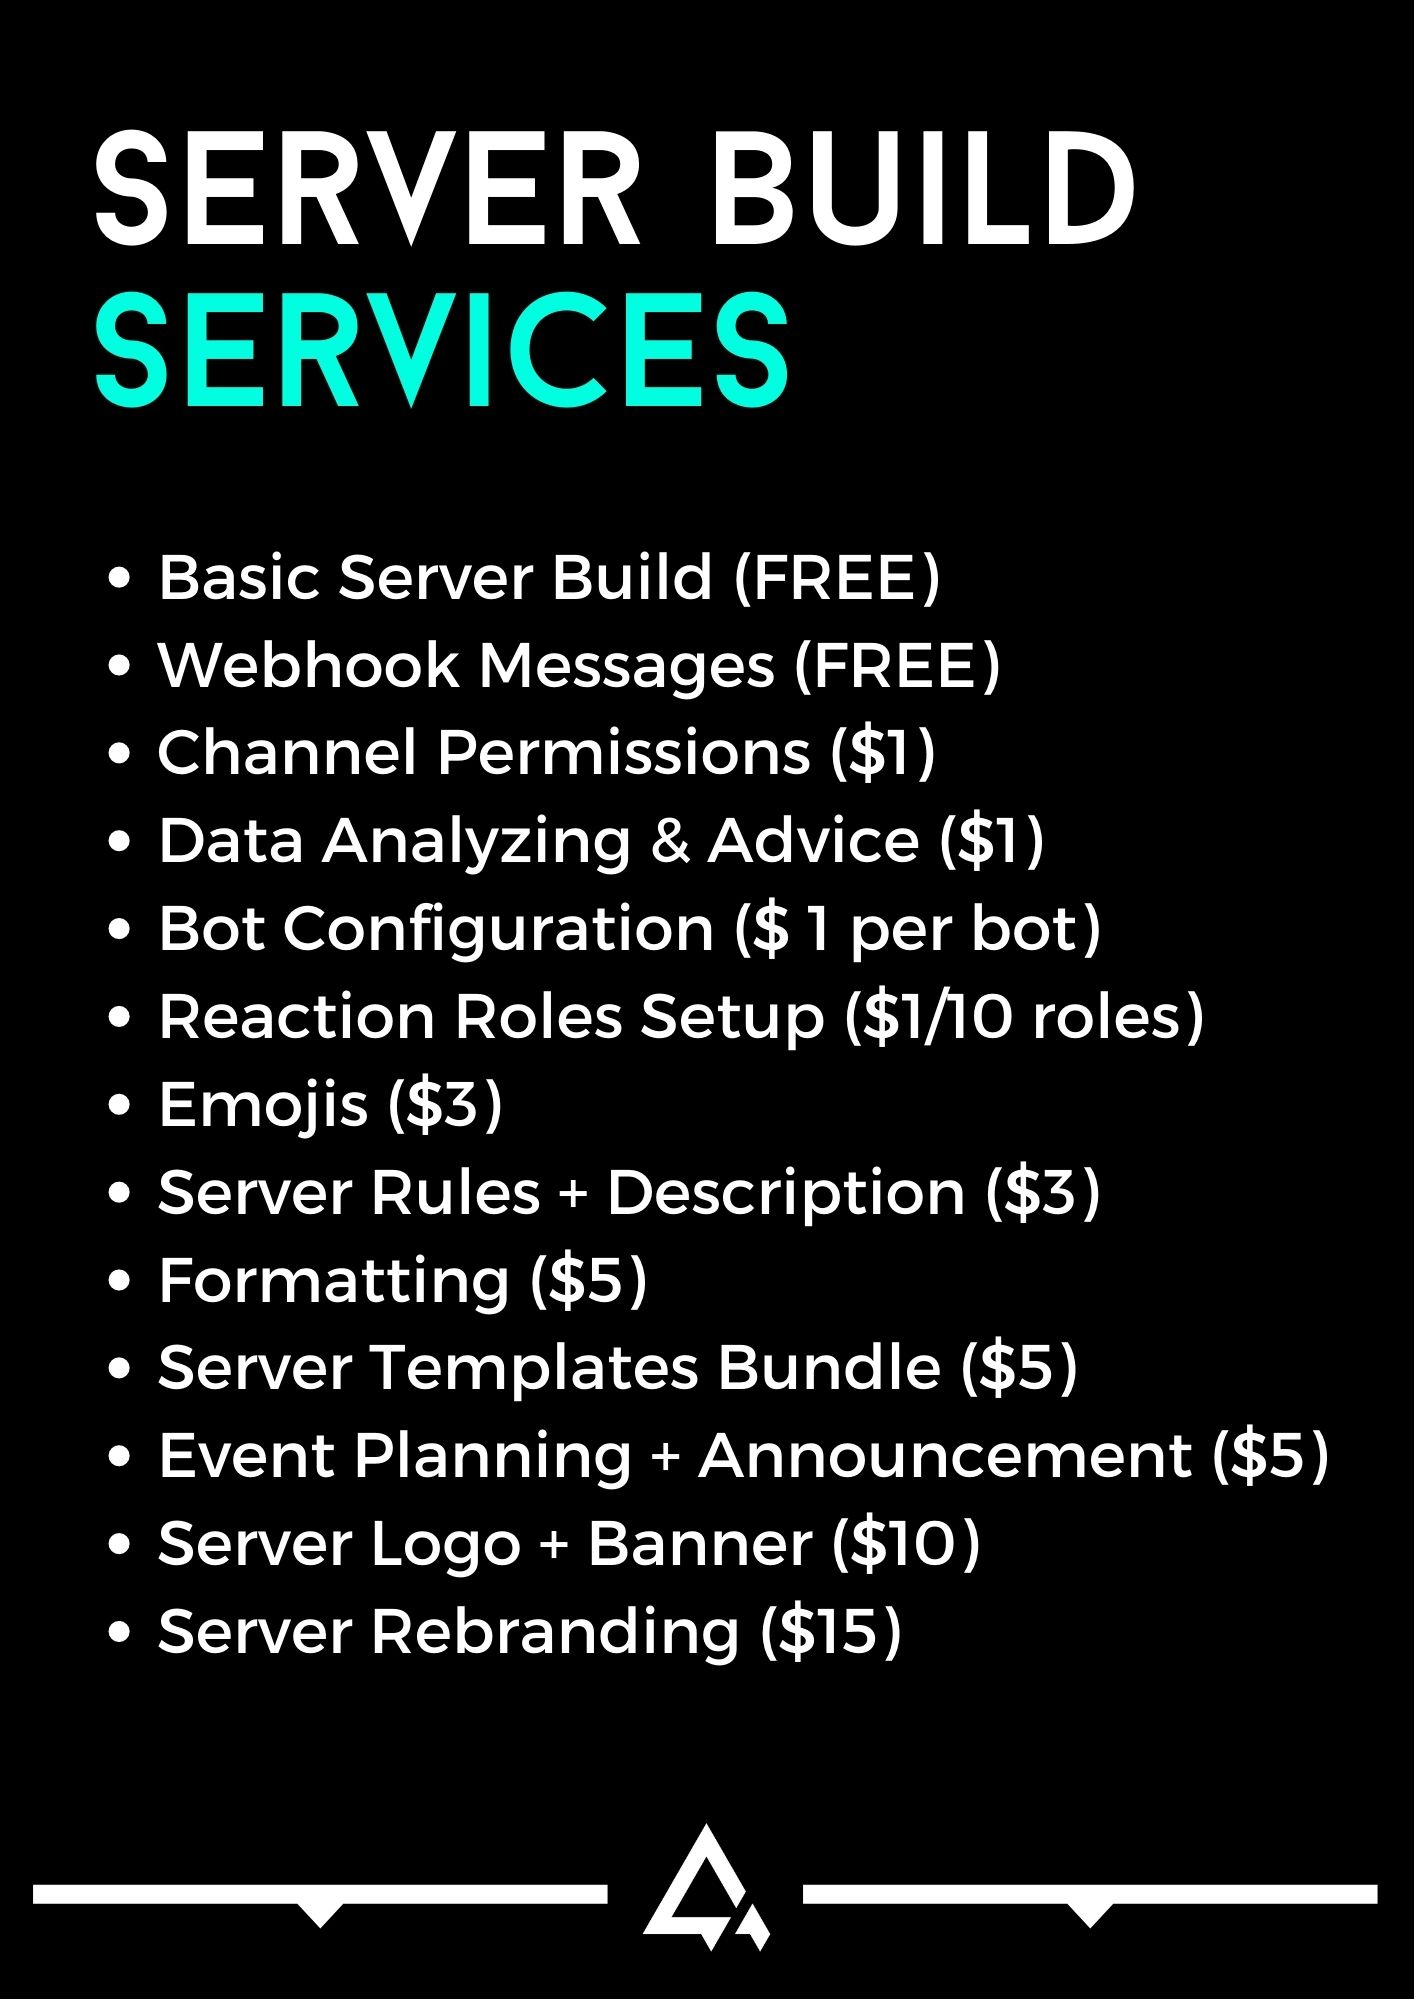 SERVER BUILD
SERVICES
• Basic Server Build (FREE)
• Webhook Messages (FREE)
• Channel Permissions ($1)
• Data Analyzing & Advice ($1)
• Bot Configuration ($ 1 per bot)
• Reaction Roles Setup ($1/10 roles)
• Emojis ($3)
• Server Rules + Description ($3)
• Formatting ($5)
• Server Templates Bundle ($5)
• Event Planning + Announcement ($5)
• Server Logo + Banner ($10)
• Server Rebranding ($15)